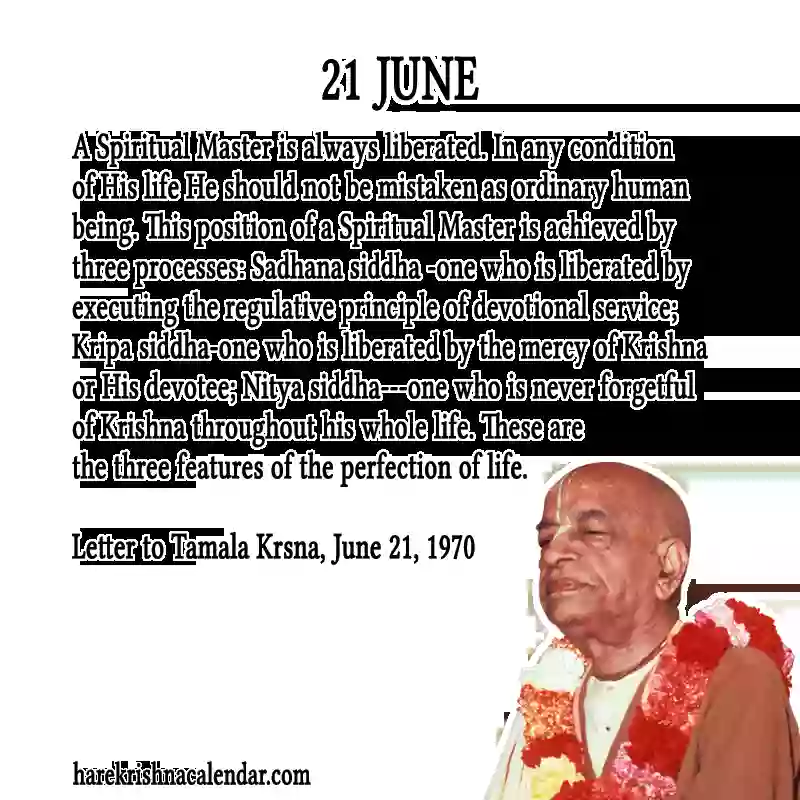 21 JUNE
A Spiritual Master is always liberated. In any condition
of His life He should not be mistaken as ordinary human
being. This position of a Spiritual Master is achieved by
three processes: Sadhana siddha -one who is liberated by
executing the regulative principle of devotional service;
Kripa siddha-one who is liberated by the mercy of Krishna
or His devotee; Nitya siddha---one who is never forgetful
of Krishna throughout his whole life. These are
the three features of the perfection of life.
Letter to Tamala Krsna, June 21, 1970
harekrishnacalendar.com